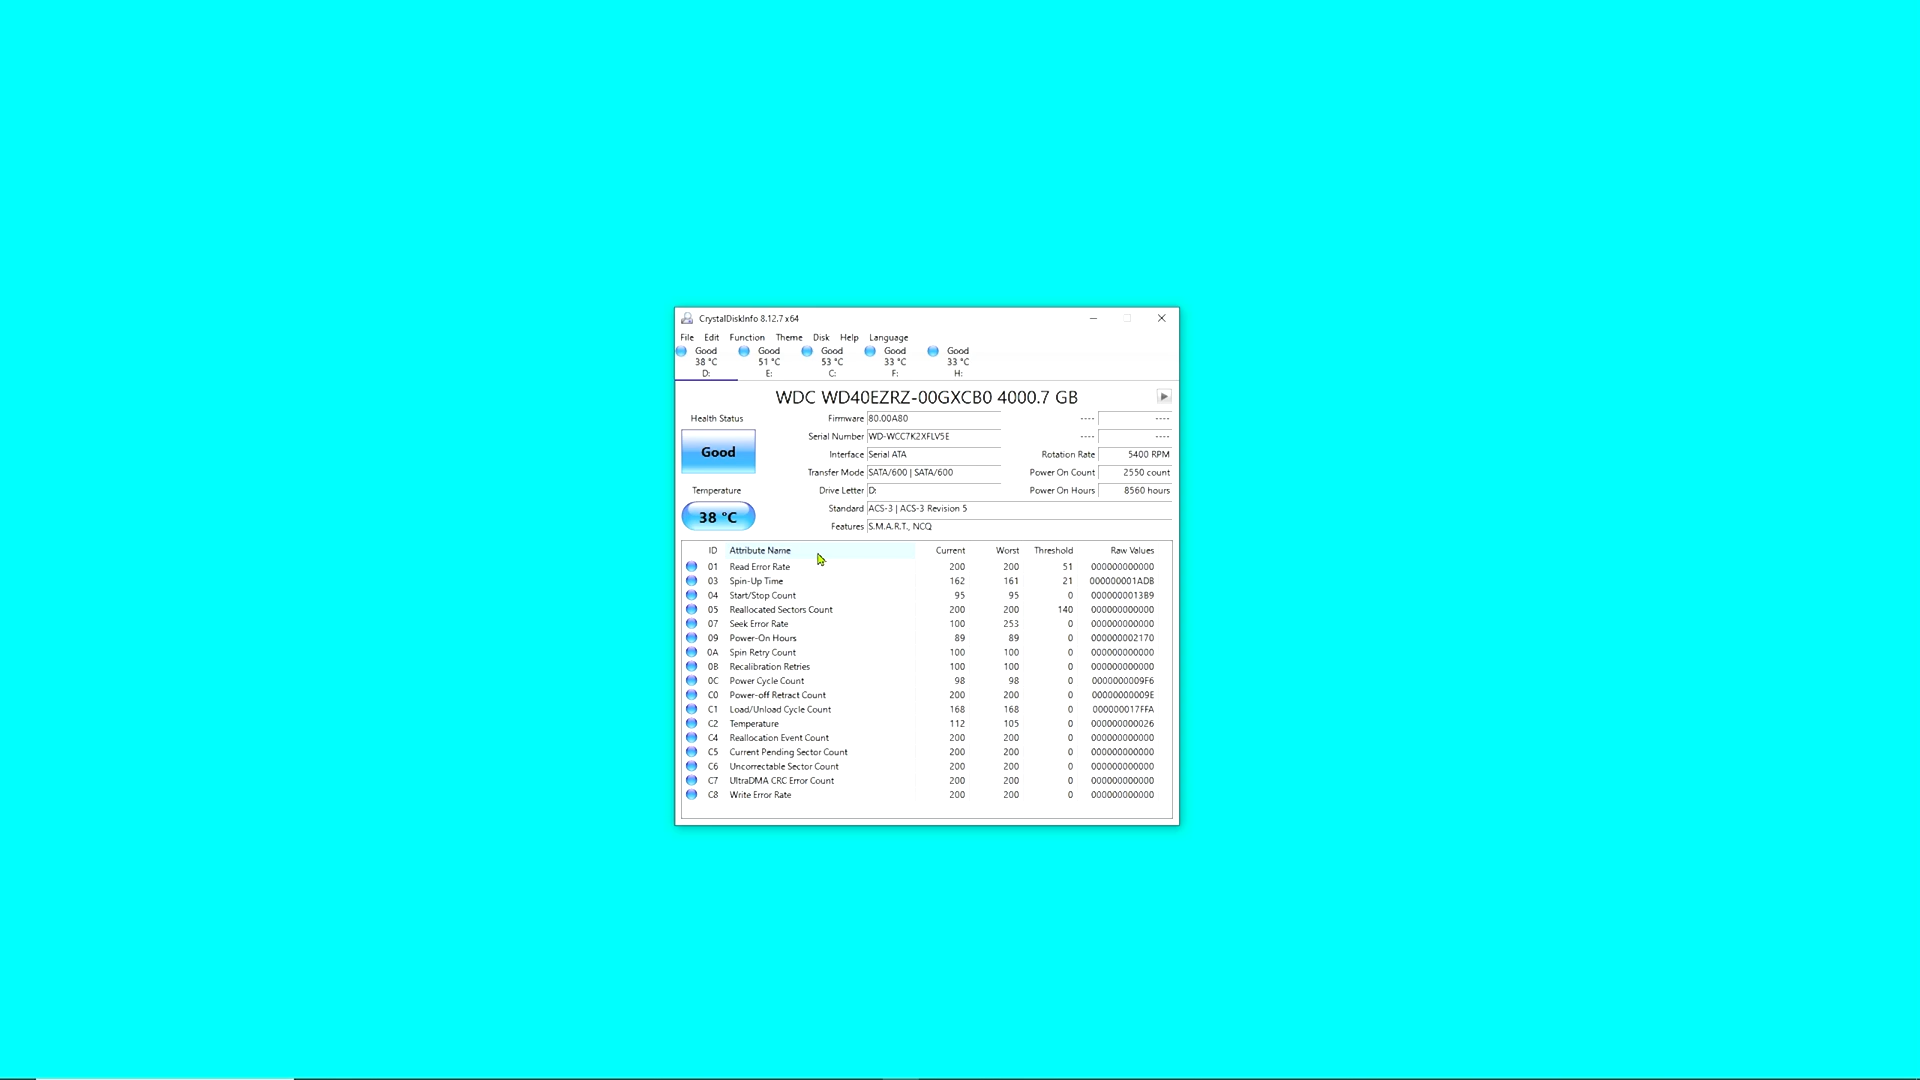 CrystalDiskInfo 8.12.7 x64
File Edit Function Theme Disk Help Language
Good Good Good Good Good
38 °C 51 °C 53 °C 33 °C 33 °C
D: E: C: F: H:
WDC WD40EZRZ-00GXCB0 4000.7 GB
Health Status Firmware 80.00A80 ---- ----
Good Serial Number WD-WCC7K2XFLV5E ---- ----
Interface Serial ATA Rotation Rate 5400 RPM
Transfer Mode SATA/600 | SATA/600 Power On Count 2550 count
Temperature Drive Letter D: Power On Hours 8560 hours
38 °C Standard ACS-3 | ACS-3 Revision 5
Features S.M.A.R.T., NCQ
ID Attribute Name Current Worst Threshold Raw Values
01 Read Error Rate 200 200 51 000000000000
03 Spin-Up Time 162 161 21 000000001ADB
04 Start/Stop Count 95 95 0 0000000013B9
05 Reallocated Sectors Count 200 200 140 000000000000
07 Seek Error Rate 100 253 0 000000000000
09 Power-On Hours 89 89 0 000000002170
0A Spin Retry Count 100 100 0 000000000000
0B Recalibration Retries 100 100 0 000000000000
0C Power Cycle Count 98 98 0 0000000009F6
C0 Power-off Retract Count 200 200 0 00000000009E
C1 Load/Unload Cycle Count 168 168 0 000000017FFA
C2 Temperature 112 105 0 000000000026
C4 Reallocation Event Count 200 200 0 000000000000
C5 Current Pending Sector Count 200 200 0 000000000000
C6 Uncorrectable Sector Count 200 200 0 000000000000
C7 UltraDMA CRC Error Count 200 200 0 000000000000
C8 Write Error Rate 200 200 0 000000000000